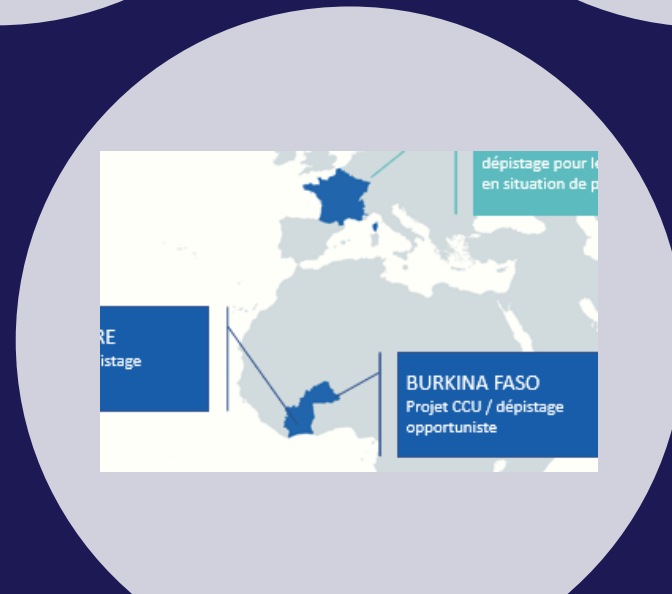 dépistage pour le
en situation de p
RE
istage
BURKINA FASO
Projet CCU / dépistage
opportuniste